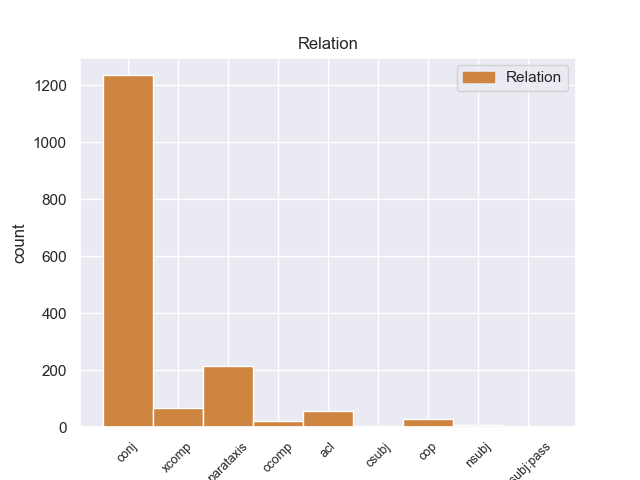 Relation
Relation
count
1200
1000
800
600
400
200
0
conj
xcomp
parataxis
ccomp
acl
csubj
cop
nsubj
subj:pass